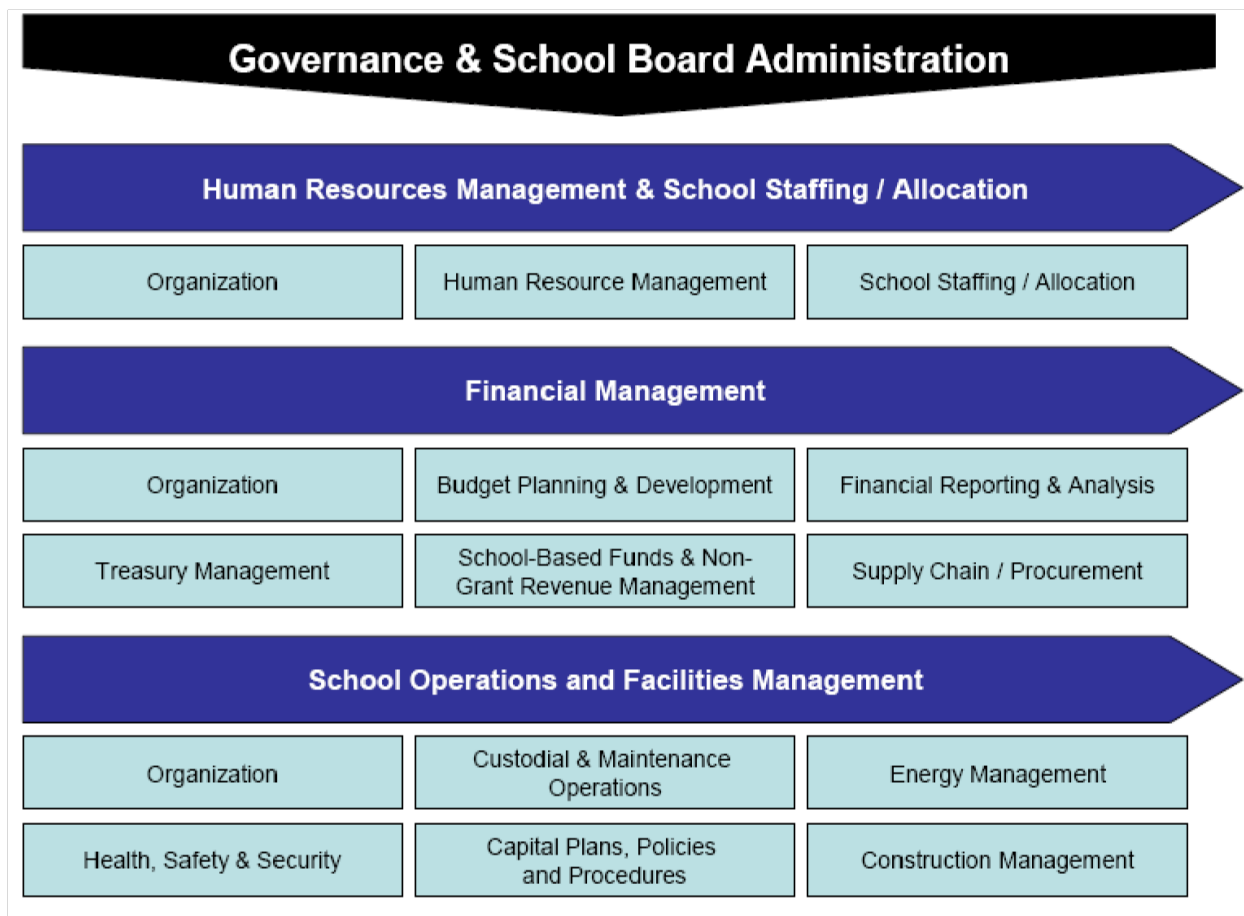 Governance & School Board Administration
Human Resources Management & School Staffing / Allocation
Organization
Human Resource Management
School Staffing / Allocation
Financial Management
Organization
Budget Planning & Development
Financial Reporting & Analysis
Treasury Management
School-Based Funds & Non-
Grant Revenue Management
Supply Chain / Procurement
School Operations and Facilities Management
Organization
Custodial & Maintenance
Operations
Energy Management
Health, Safety & Security
Capital Plans, Policies
and Procedures
Construction Management